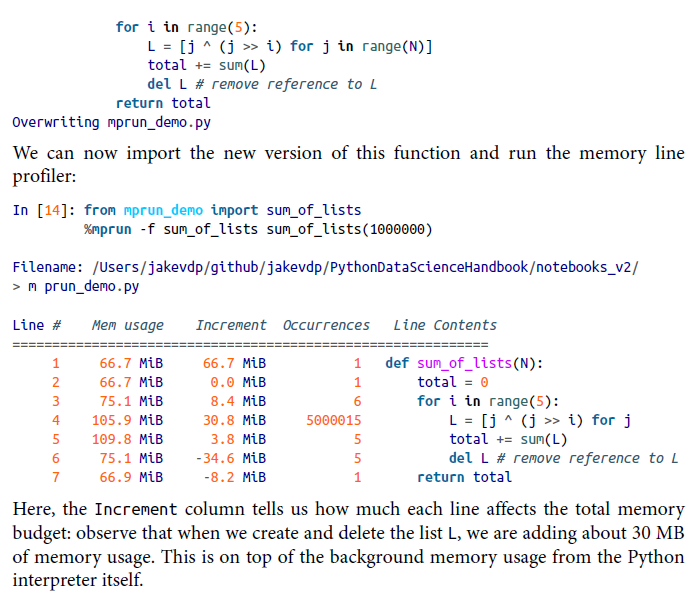 for i in range(5):
L = [j ^ (j >> i) for j in range(N)]
total += sum(L)
del L # remove reference to L
return total
Overwriting mprun_demo.py
We can now import the new version of this function and run the memory line
profiler:
In [14]: from mprun_demo import sum_of_lists
%mprun -f sum_of_lists sum_of_lists(1000000)
Filename: /Users/jakevdp/github/jakevdp/PythonDataScienceHandbook/notebooks_v2/
> m prun_demo.py
Line # Mem usage Increment Occurrences Line Contents
============================================================
1 66.7 MiB 66.7 MiB 1 def sum_of_lists(N):
2 66.7 MiB 0.0 MiB 1 total = 0
3 75.1 MiB 8.4 MiB 6 for i in range(5):
4 105.9 MiB 30.8 MiB 5000015 L = [j ^ (j >> i) for j
5 109.8 MiB 3.8 MiB 5 total += sum(L)
6 75.1 MiB -34.6 MiB 5 del L # remove reference to L
7 66.9 MiB -8.2 MiB 1 return total
Here, the Increment column tells us how much each line affects the total memory
budget: observe that when we create and delete the list L, we are adding about 30 MB
of memory usage. This is on top of the background memory usage from the Python
interpreter itself.